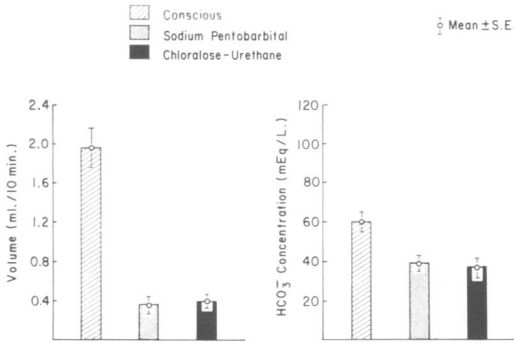 Conscious
Sodium Pentobarbital
Chloralose-Urethane
Mean ± S.E.
Volume (ml./10 min.)
2.4
2.0
1.6
1.2
0.8
0.4
HCO₃⁻ Concentration (mEq/L.)
120
100
80
60
40
20